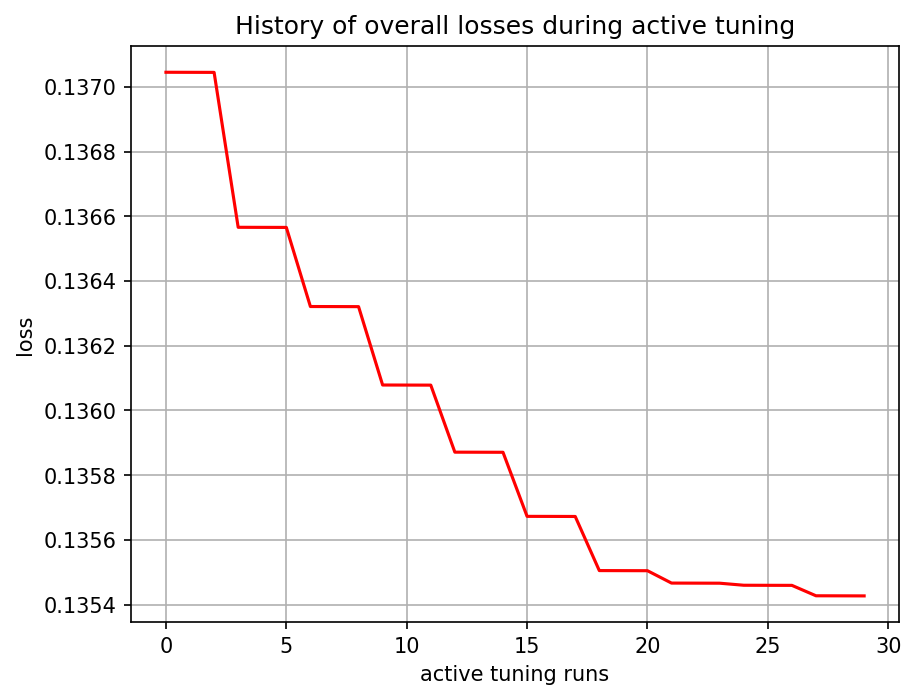 History of overall losses during active tuning
0.1370
0.1368
0.1366
0.1364
0.1362
0.1360
0.1358
0.1356
0.1354
loss
0 5 10 15 20 25 30
active tuning runs